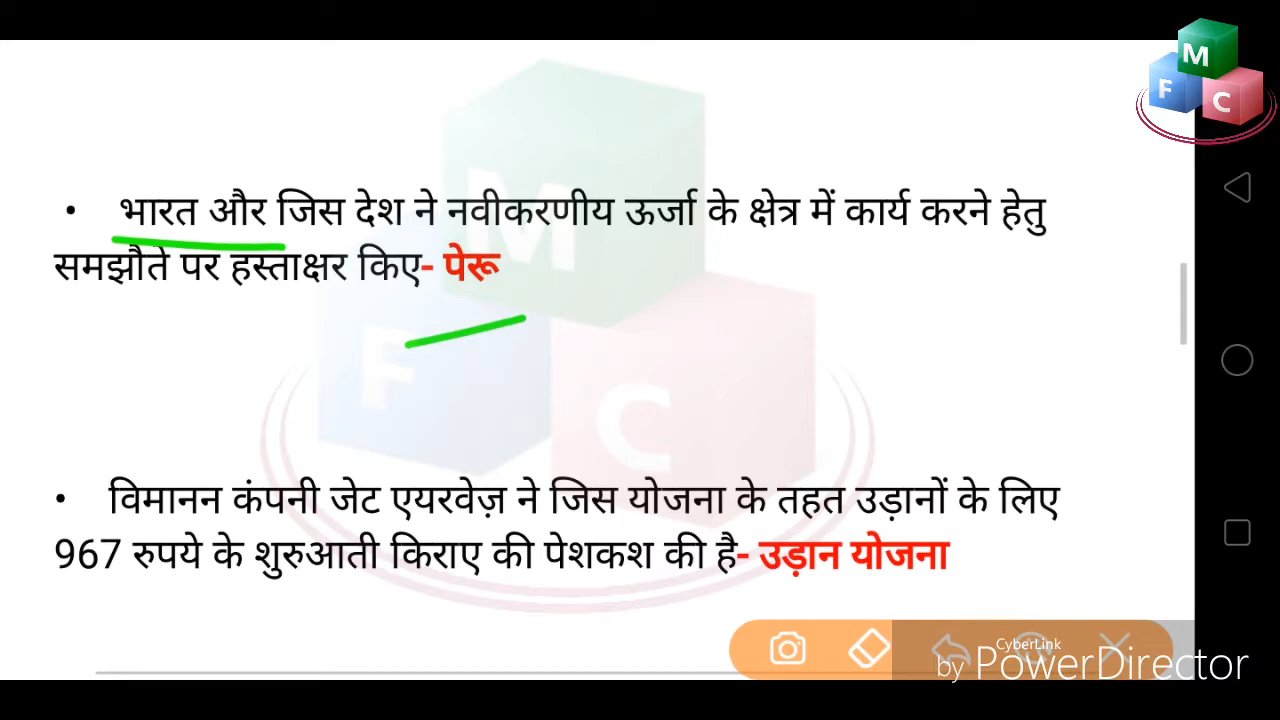 M
F
C
• भारत और जिस देश ने नवीकरणीय ऊर्जा के क्षेत्र में कार्य करने हेतु
समझौते पर हस्ताक्षर किए- पेरू
M
F
C
• विमानन कंपनी जेट एयरवेज़ ने जिस योजना के तहत उड़ानों के लिए
967 रुपये के शुरुआती किराए की पेशकश की है- उड़ान योजना
CyberLink
by PowerDirector